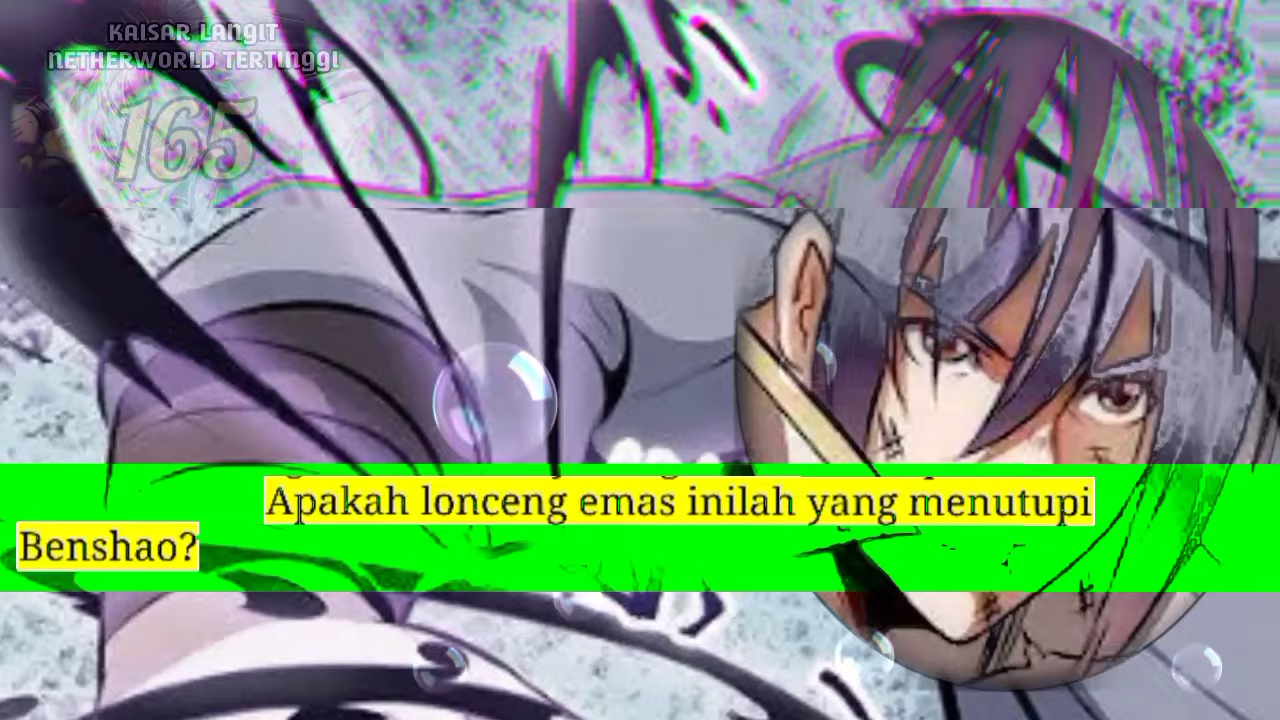 KAISAR LANGIT
NETHERWORLD TERTINGGI
165
Apakah lonceng emas inilah yang menutupi
Benshao?